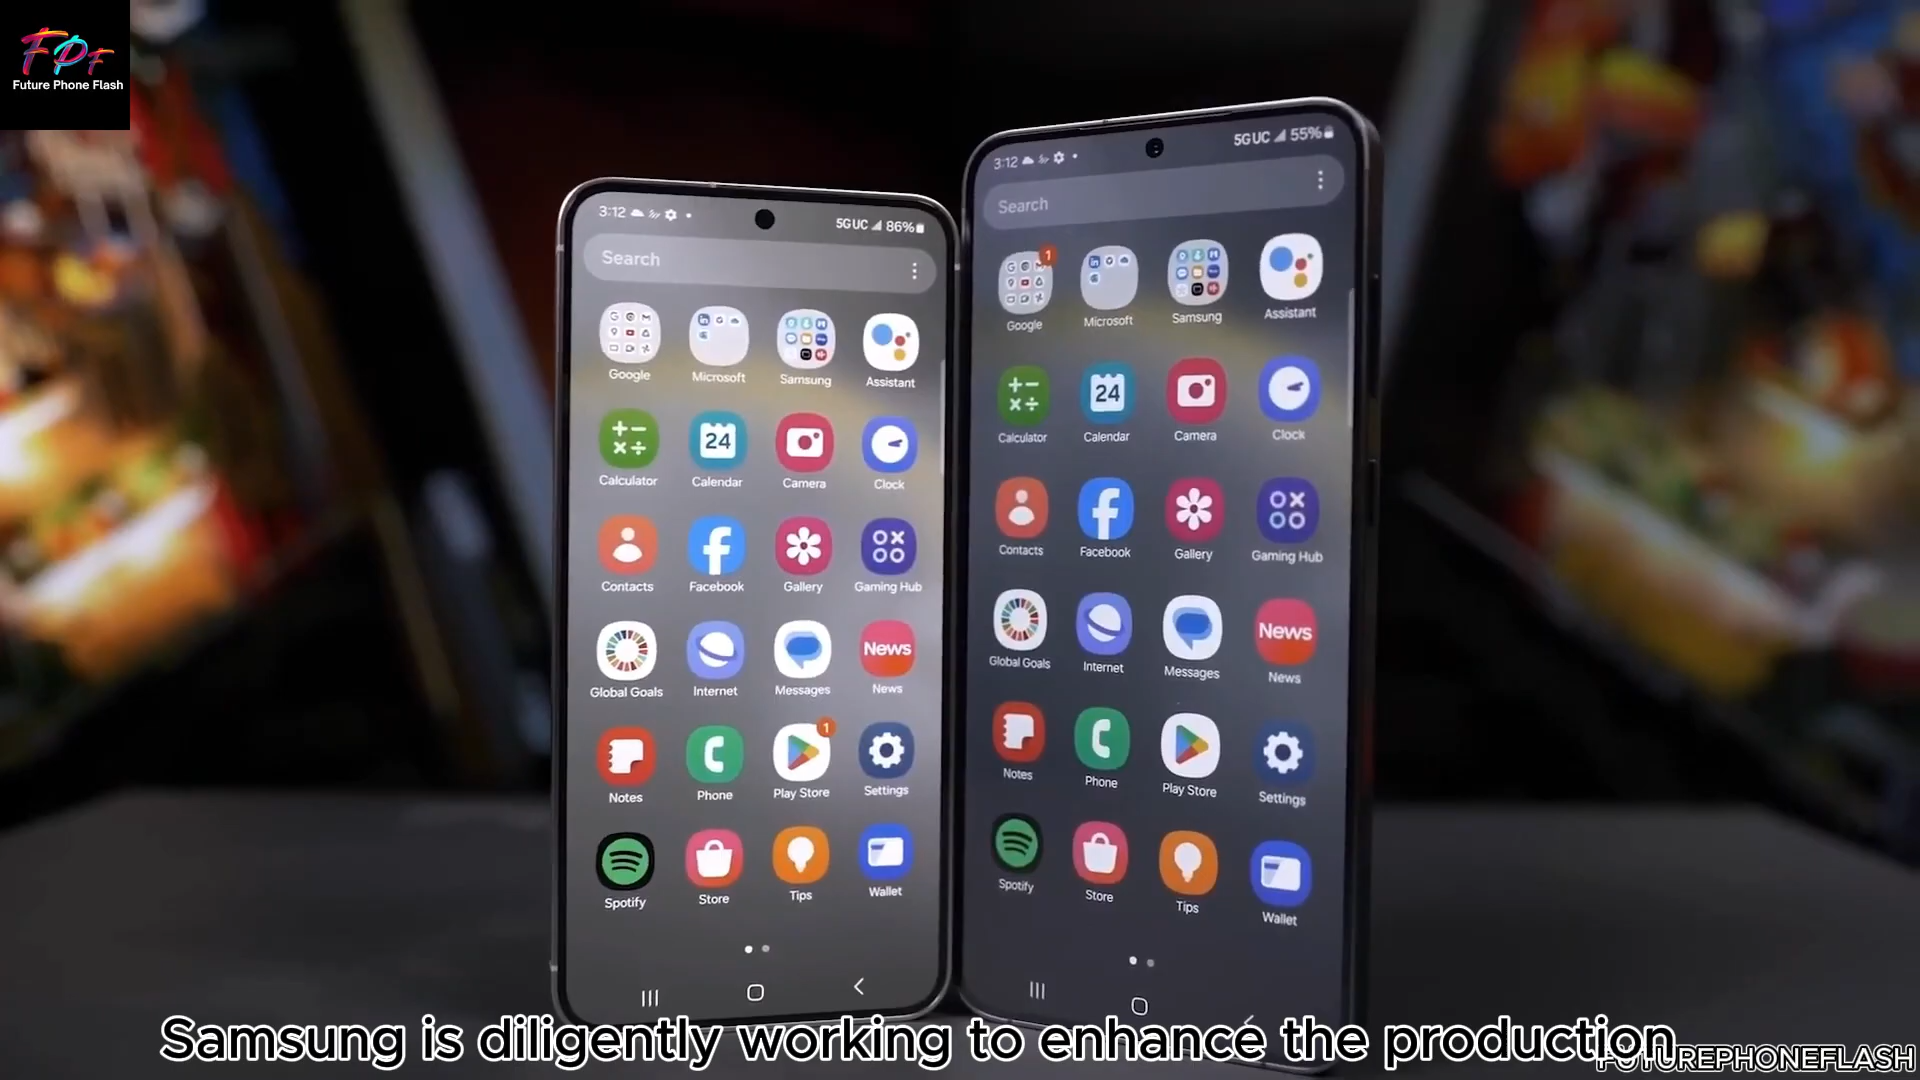 FPF
Future Phone Flash
3:12
5GUC 86%
Search
Google Microsoft Samsung Assistant
Calculator Calendar Camera Clock
24
Contacts Facebook Gallery Gaming Hub
Global Goals Internet Messages News
News
Notes Phone Play Store Settings
1
Spotify Store Tips Wallet
3:12
5GUC 55%
Search
1
Google Microsoft Samsung Assistant
24
Calculator Calendar Camera Clock
Contacts Facebook Gallery Gaming Hub
News
Global Goals Internet Messages News
Notes Phone Play Store Settings
Spotify Store Tips Wallet
Samsung is diligently working to enhance the production
FUTUREPHONEFLASH